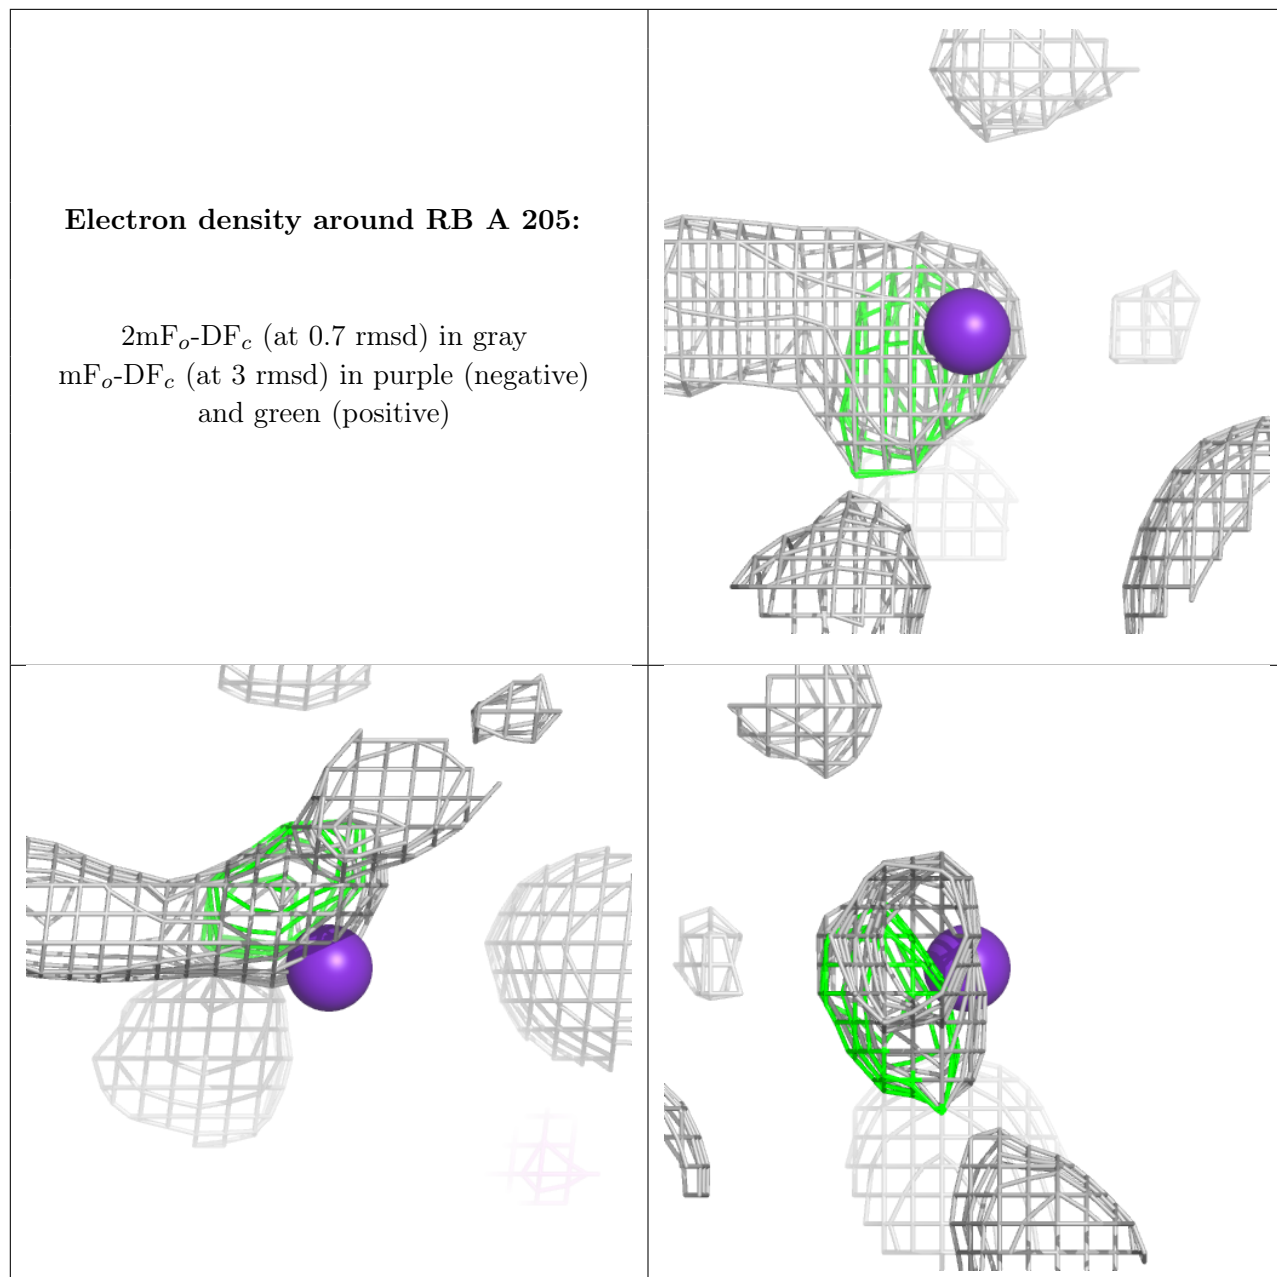 Electron density around RB A 205:
2mFo-DFc (at 0.7 rmsd) in gray
mFo-DFc (at 3 rmsd) in purple (negative)
and green (positive)